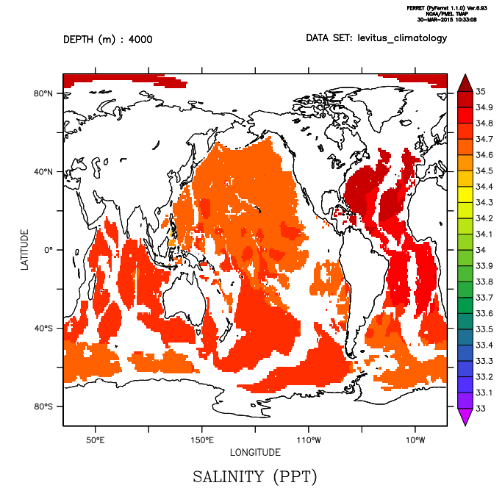 FERRET (PyFerret 1.1.0) Ver.6.93
NOAA/PMEL TMAP
30-MAR-2015 10:33:08
DEPTH (m) : 4000
DATA SET: levitus_climatology
80°N
40°N
0°
40°S
80°S
LATITUDE
50°E
150°E
110°W
10°W
LONGITUDE
35
34.9
34.8
34.7
34.6
34.5
34.4
34.3
34.2
34.1
34
33.9
33.8
33.7
33.6
33.5
33.4
33.3
33.2
33.1
33
SALINITY (PPT)